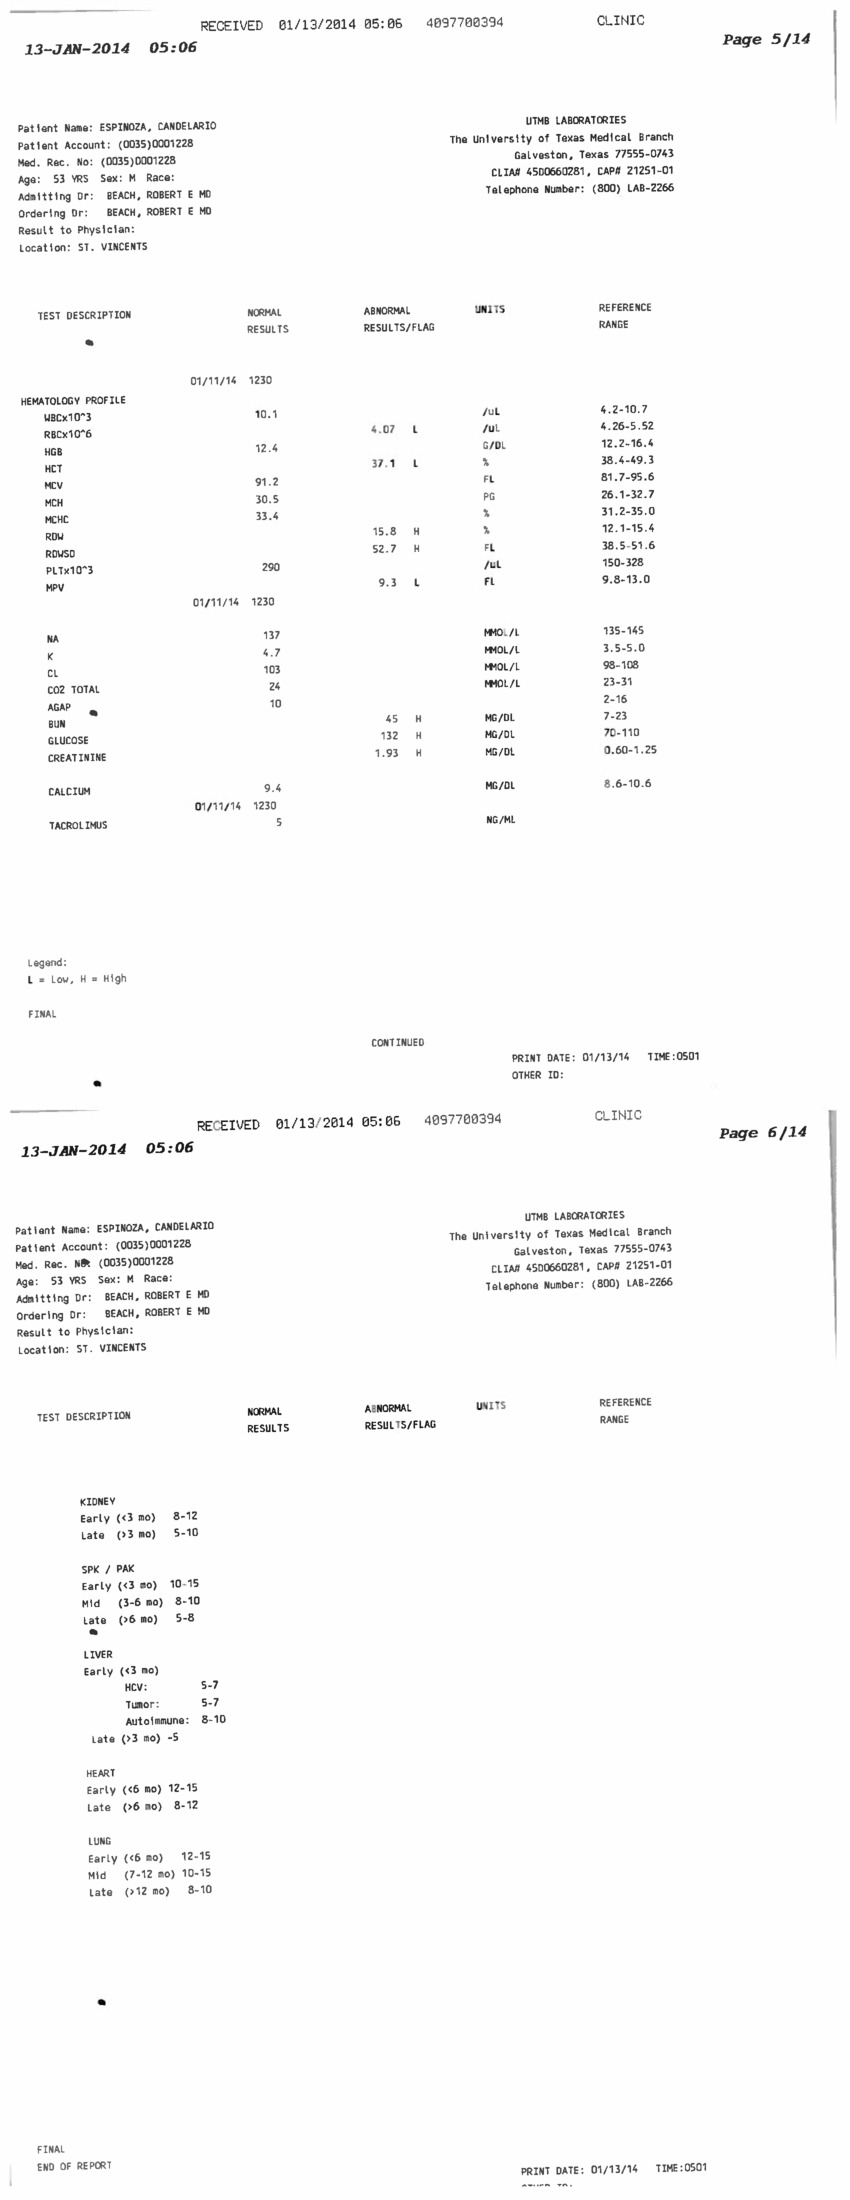 RECEIVED 01/13/2014 05:06 4097700394 CLINIC
13-JAN-2014 05:06 Page 5/14
Patient Name: ESPINOZA, CANDELARIO
Patient Account: (0035)0001228
Med. Rec. No: (0035)0001228
Age: 53 YRS Sex: M Race:
Admitting Dr: BEACH, ROBERT E MD
Ordering Dr: BEACH, ROBERT E MD
Result to Physician:
Location: ST. VINCENTS
UTMB LABORATORIES
The University of Texas Medical Branch
Galveston, Texas 77555-0743
CLIA# 45D0660281, CAP# 21251-01
Telephone Number: (800) LAB-2266
TEST DESCRIPTION NORMAL RESULTS ABNORMAL RESULTS/FLAG UNITS REFERENCE RANGE
01/11/14 1230
HEMATOLOGY PROFILE
WBCx10^3 10.1 /uL 4.2-10.7
RBCx10^6 4.07 L /uL 4.26-5.52
HGB 12.4 G/DL 12.2-16.4
HCT 37.1 L % 38.4-49.3
MCV 91.2 FL 81.7-95.6
MCH 30.5 PG 26.1-32.7
MCHC 33.4 % 31.2-35.0
RDW 15.8 H % 12.1-15.4
RDWSD 52.7 H FL 38.5-51.6
PLTx10^3 290 /uL 150-328
MPV 9.3 L FL 9.8-13.0
01/11/14 1230
NA 137 MMOL/L 135-145
K 4.7 MMOL/L 3.5-5.0
CL 103 MMOL/L 98-108
CO2 TOTAL 24 MMOL/L 23-31
AGAP 10 2-16
BUN 45 H MG/DL 7-23
GLUCOSE 132 H MG/DL 70-110
CREATININE 1.93 H MG/DL 0.60-1.25
CALCIUM 9.4 MG/DL 8.6-10.6
01/11/14 1230
TACROLIMUS 5 NG/ML
Legend:
L = Low, H = High
FINAL
CONTINUED
PRINT DATE: 01/13/14 TIME:0501
OTHER ID:
RECEIVED 01/13/2014 05:06 4097700394 CLINIC
13-JAN-2014 05:06 Page 6/14
Patient Name: ESPINOZA, CANDELARIO
Patient Account: (0035)0001228
Med. Rec. No: (0035)0001228
Age: 53 YRS Sex: M Race:
Admitting Dr: BEACH, ROBERT E MD
Ordering Dr: BEACH, ROBERT E MD
Result to Physician:
Location: ST. VINCENTS
UTMB LABORATORIES
The University of Texas Medical Branch
Galveston, Texas 77555-0743
CLIA# 45D0660281, CAP# 21251-01
Telephone Number: (800) LAB-2266
TEST DESCRIPTION NORMAL RESULTS ABNORMAL RESULTS/FLAG UNITS REFERENCE RANGE
KIDNEY
Early (<3 mo) 8-12
Late (>3 mo) 5-10
SPK / PAK
Early (<3 mo) 10-15
Mid (3-6 mo) 8-10
Late (>6 mo) 5-8
LIVER
Early (<3 mo)
HCV: 5-7
Tumor: 5-7
Autoimmune: 8-10
Late (>3 mo) -5
HEART
Early (<6 mo) 12-15
Late (>6 mo) 8-12
LUNG
Early (<6 mo) 12-15
Mid (7-12 mo) 10-15
Late (>12 mo) 8-10
FINAL
END OF REPORT
PRINT DATE: 01/13/14 TIME:0501